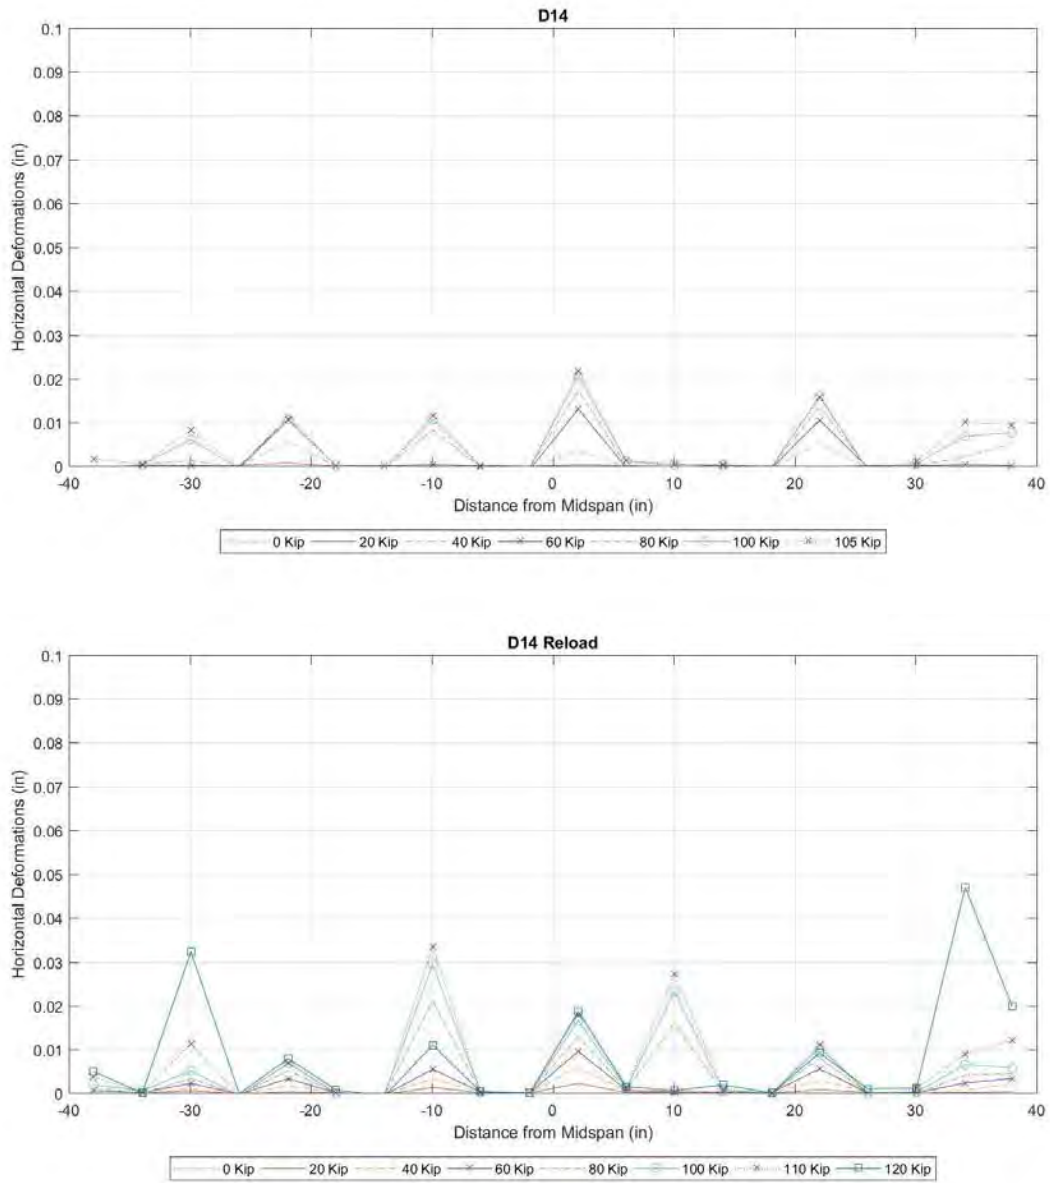 D14
0.1
0.09
0.08
0.07
0.06
0.05
0.04
0.03
0.02
0.01
0
Horizontal Deformations (in)
-40 -30 -20 -10 0 10 20 30 40
Distance from Midspan (in)
0 Kip 20 Kip 40 Kip 60 Kip 80 Kip 100 Kip 105 Kip
D14 Reload
0.1
0.09
0.08
0.07
0.06
0.05
0.04
0.03
0.02
0.01
0
Horizontal Deformations (in)
-40 -30 -20 -10 0 10 20 30 40
Distance from Midspan (in)
0 Kip 20 Kip 40 Kip 60 Kip 80 Kip 100 Kip 110 Kip 120 Kip